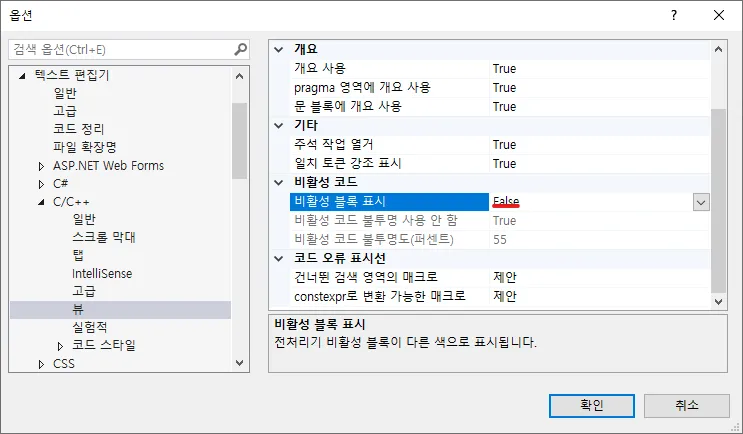 옵션
검색 옵션(Ctrl+E)
텍스트 편집기
일반
고급
코드 정리
파일 확장명
ASP.NET Web Forms
C#
C/C++
일반
스크롤 막대
탭
IntelliSense
고급
뷰
실험적
코드 스타일
CSS
개요
개요 사용 True
pragma 영역에 개요 사용 True
문 블록에 개요 사용 True
기타
주석 작업 열거 True
일치 토큰 강조 표시 True
비활성 코드
비활성 블록 표시 False
비활성 코드 불투명 사용 안 함 True
비활성 코드 불투명도(퍼센트) 55
코드 오류 표시선
건너뛴 검색 영역의 매크로 제안
constexpr로 변환 가능한 매크로 제안
비활성 블록 표시
전처리기 비활성 블록이 다른 색으로 표시됩니다.
확인 취소